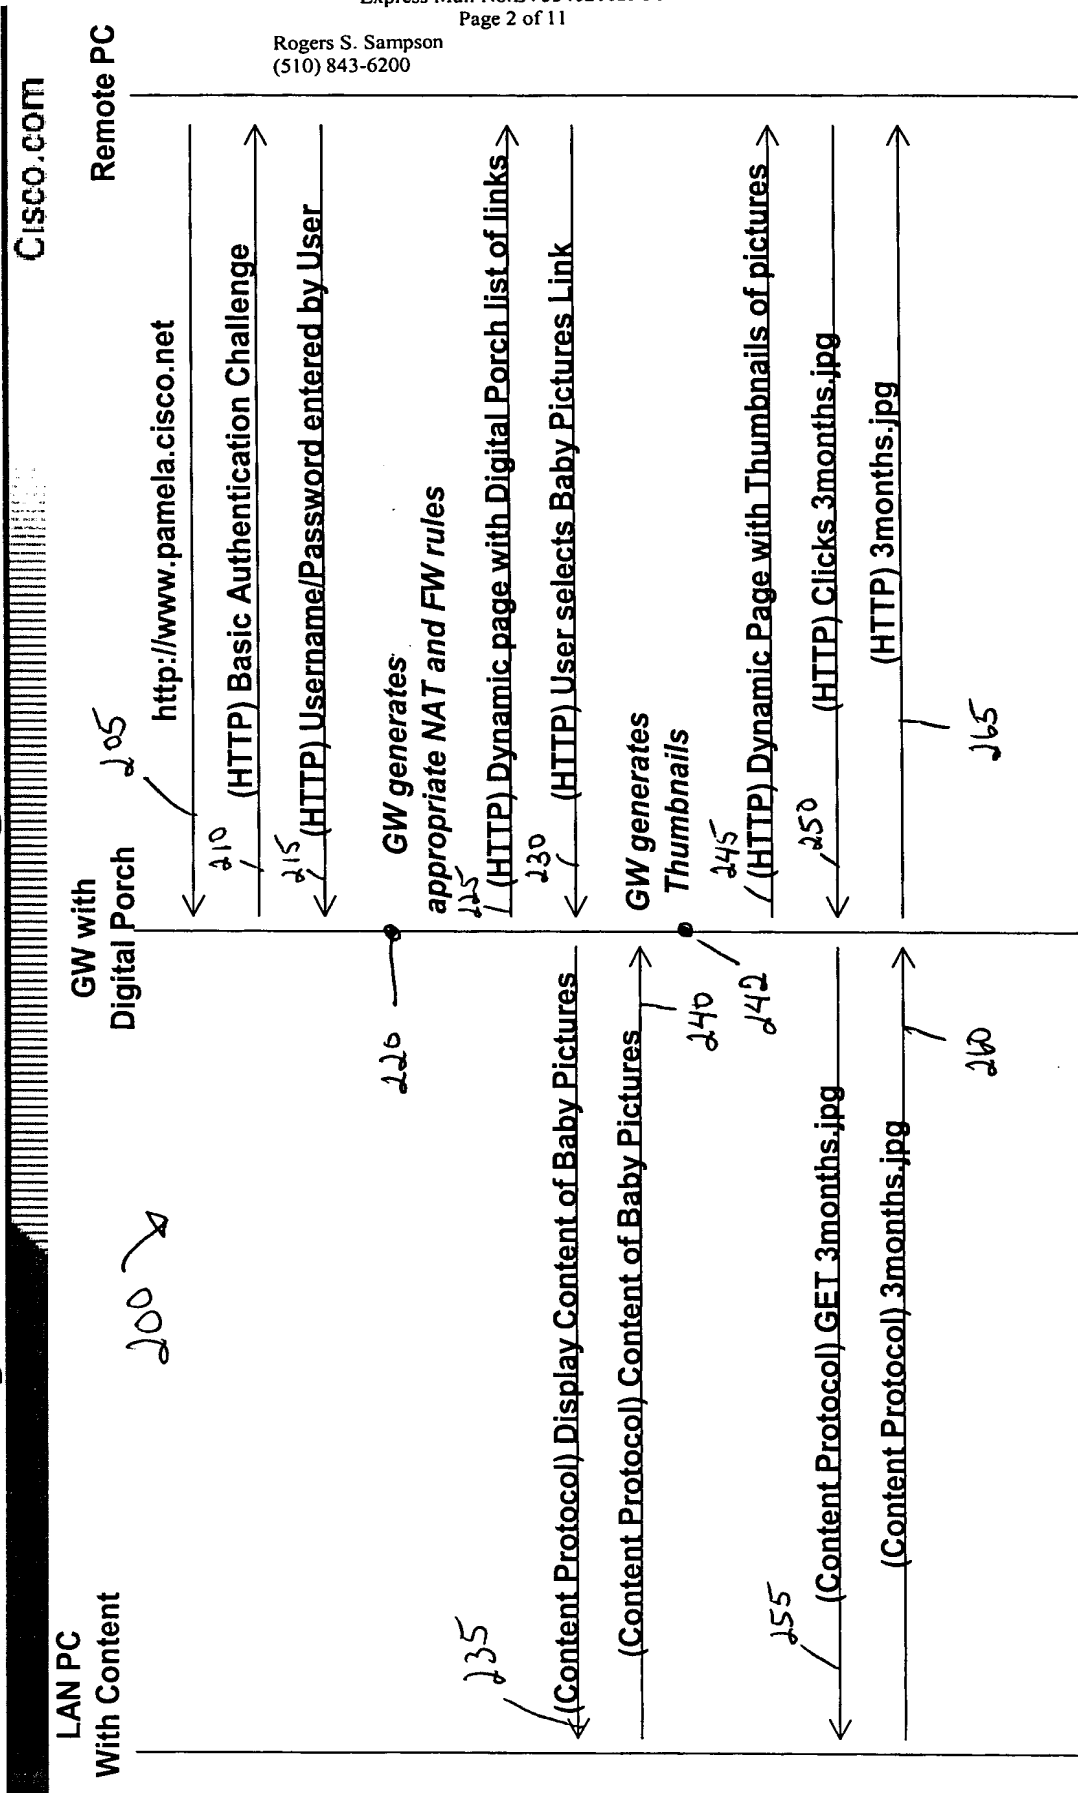 Page 2 of 11
Rogers S. Sampson
(510) 843-6200
Cisco.com
LAN PC
With Content
GW with
Digital Porch
Remote PC
200
205
http://www.pamela.cisco.net
210
(HTTP) Basic Authentication Challenge
215
(HTTP) Username/Password entered by User
220
GW generates
appropriate NAT and FW rules
225
(HTTP) Dynamic page with Digital Porch list of links
230
(HTTP) User selects Baby Pictures Link
235
(Content Protocol) Display Content of Baby Pictures
240
(Content Protocol) Content of Baby Pictures
242
GW generates
Thumbnails
245
(HTTP) Dynamic Page with Thumbnails of pictures
250
(HTTP) Clicks 3months.jpg
255
(Content Protocol) GET 3months.jpg
260
(Content Protocol) 3months.jpg
265
(HTTP) 3months.jpg